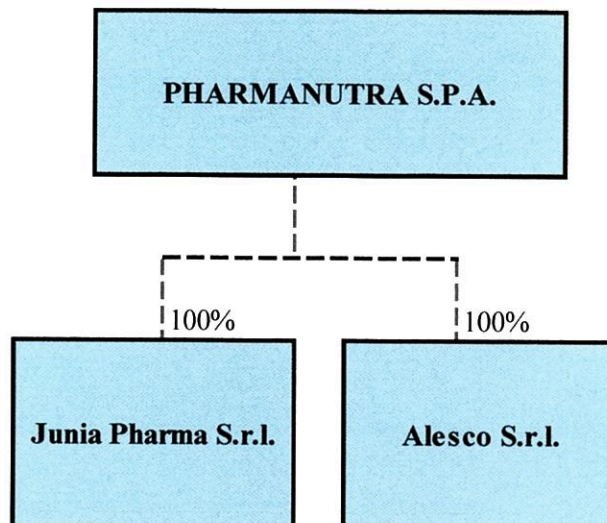 PHARMANUTRA S.P.A.
100%
100%
Junia Pharma S.r.l.
Alesco S.r.l.